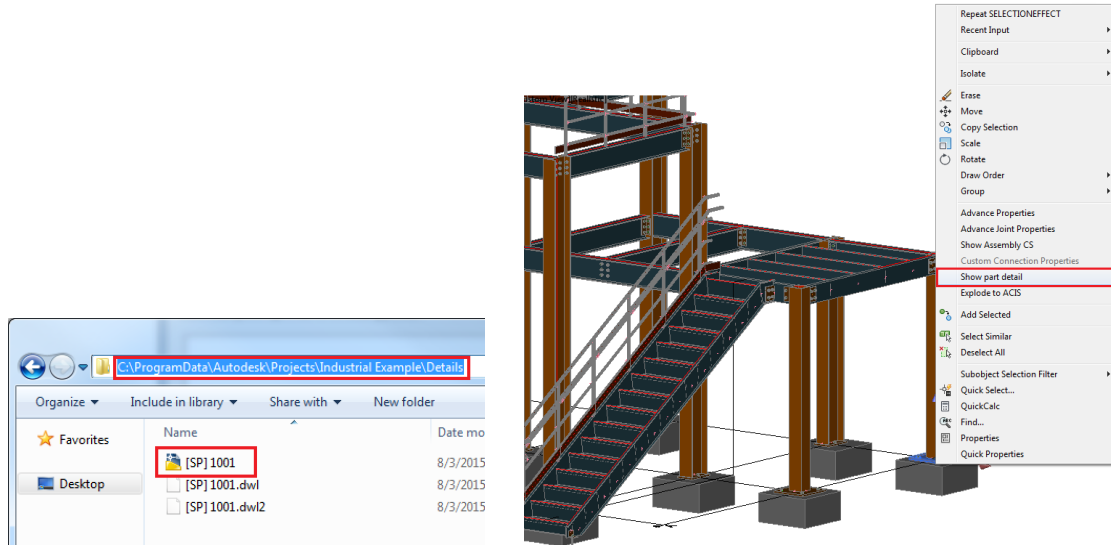 C:\ProgramData\Autodesk\Projects\Industrial Example\Details
Organize
Include in library
Share with
New folder
Name
Date mo
Favorites
Desktop
[SP] 1001
8/3/2015
[SP] 1001.dwl
8/3/2015
[SP] 1001.dwl2
8/3/2015
Repeat SELECTIONEFFECT
Recent Input
Clipboard
Isolate
Erase
Move
Copy Selection
Scale
Rotate
Draw Order
Group
Advance Properties
Advance Joint Properties
Show Assembly CS
Custom Connection Properties
Show part detail
Explode to ACIS
Add Selected
Select Similar
Deselect All
Subobject Selection Filter
Quick Select...
QuickCalc
Find...
Properties
Quick Properties